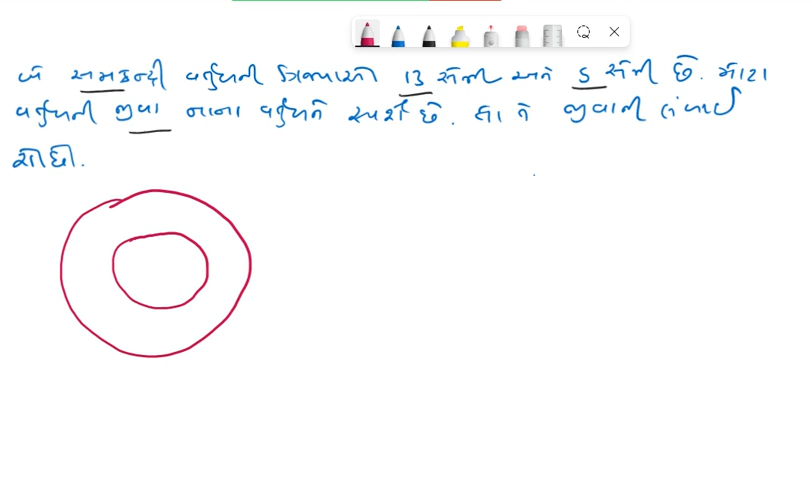 બે સમકેન્દ્રી વર્તુળની ત્રિજ્યાઓ 13 સેમી અને 5 સેમી છે. મોટા
વર્તુળની જીવા નાના વર્તુળને સ્પર્શે છે. તો તે જીવાની લંબાઈ
શોધો.